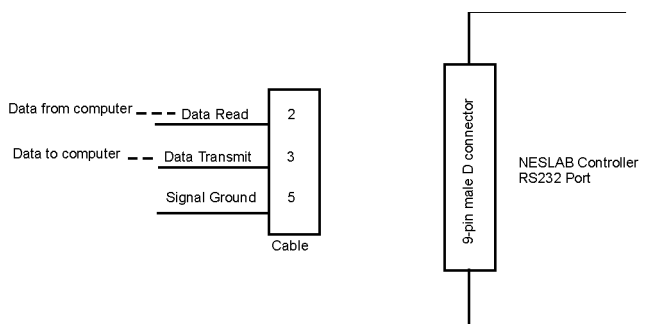 Data from computer
Data Read
2
Data to computer
Data Transmit
3
Signal Ground
5
Cable
9-pin male D connector
NESLAB Controller
RS232 Port